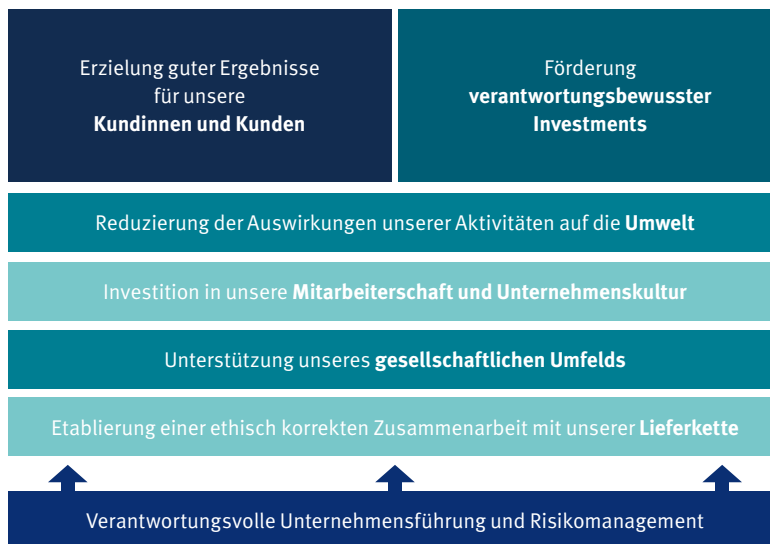 Erzielung guter Ergebnisse
für unsere
Kundinnen und Kunden
Förderung
verantwortungsbewusster
Investments
Reduzierung der Auswirkungen unserer Aktivitäten auf die Umwelt
Investition in unsere Mitarbeiterschaft und Unternehmenskultur
Unterstützung unseres gesellschaftlichen Umfelds
Etablierung einer ethisch korrekten Zusammenarbeit mit unserer Lieferkette
Verantwortungsvolle Unternehmensführung und Risikomanagement